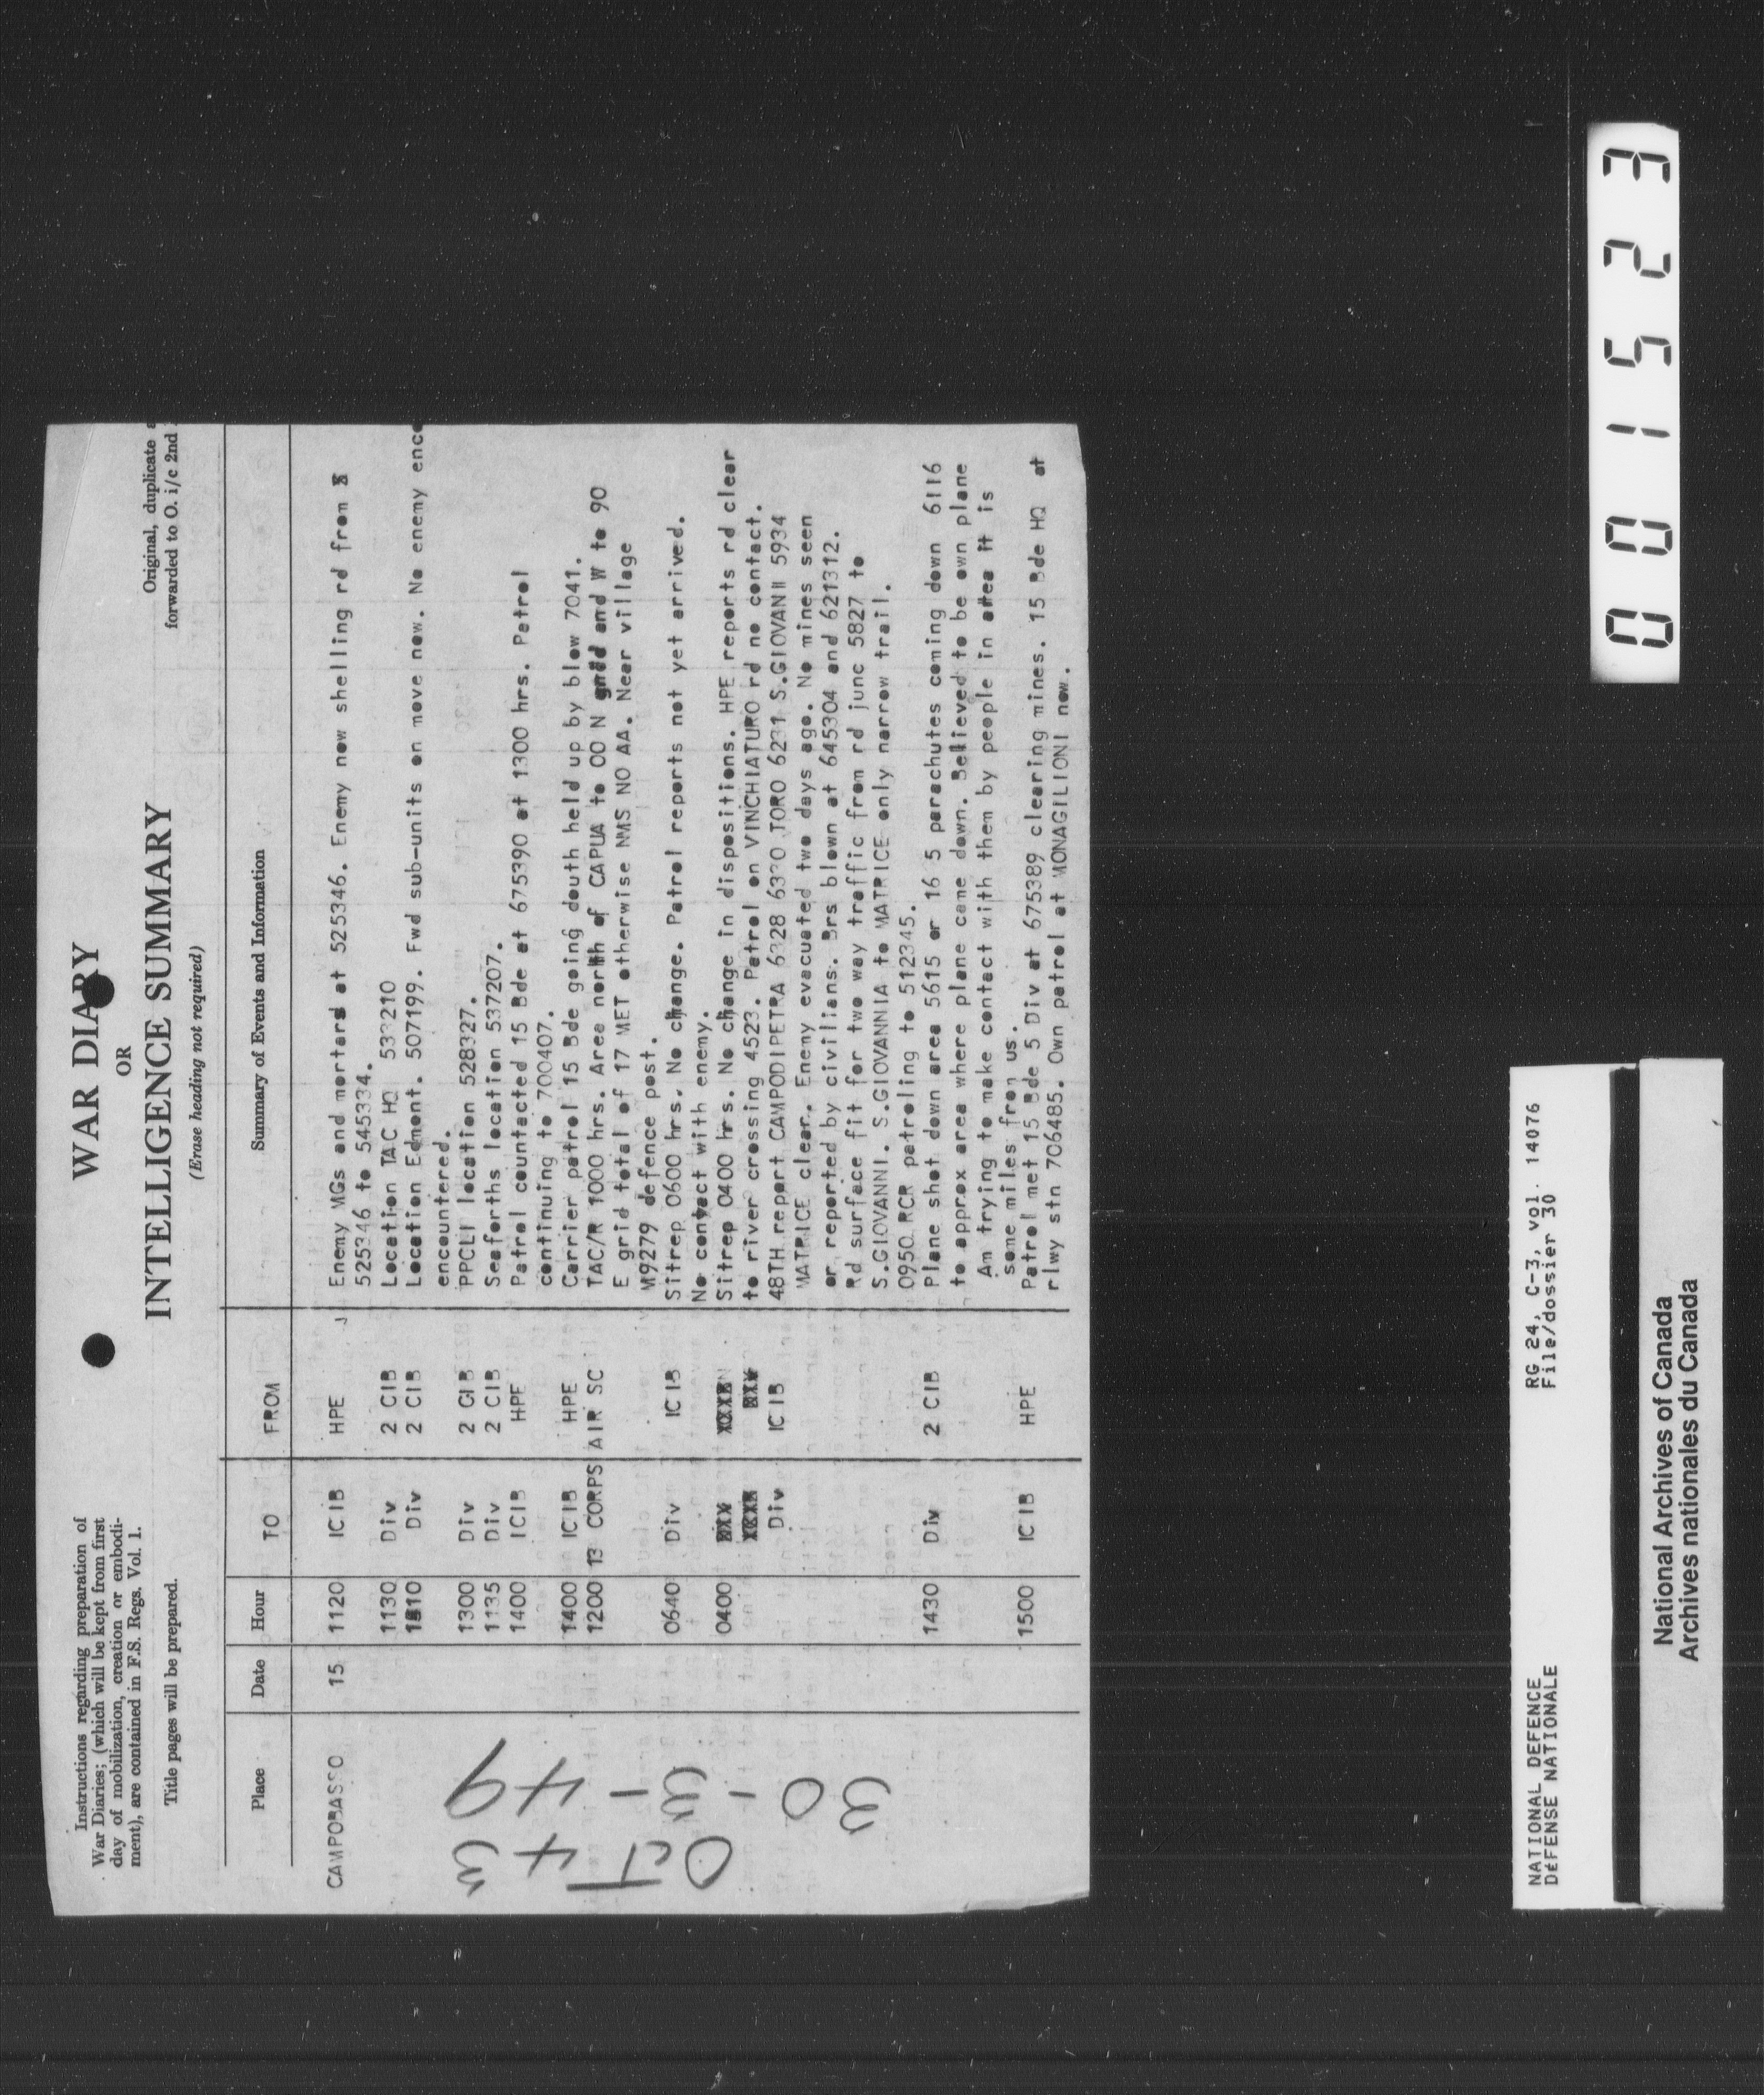 Instructions regarding preparation of
War Diaries; (which will be kept from first
day of mobilization, creation or embodi-
ment), are contained in F.S. Regs. Vol. 1.
Title pages will be prepared.
WAR DIARY
OR
INTELLIGENCE SUMMARY
(Erase heading not required)
Original, duplicate a
forwarded to O. i/c 2nd
Place Date Hour TO FROM Summary of Events and Information
CAMPOBASSO 15 1120 ICIB HPE Enemy MGs and mortars at 525346. Enemy now shelling rd from
525346 to 545334.
1130 Div 2 CIB Location TAC HQ 533210
1510 Div 2 CIB Location Edmont. 507199. Fwd sub-units on move now. No enemy enco
encountered.
1300 Div 2 CIB PPCLI location 528327.
1135 Div 2 CIB Seaforths location 537207.
1400 ICIB HPE Patrol countacted 15 Bde at 675390 at 1300 hrs. Patrol
continuing to 700407.
1400 ICIB HPE Carrier patrol 15 Bde going douth held up by blow 7041.
1200 13 CORPS AIR SC TAC/R 1000 hrs. Area north of CAPUA to 00 N grid and W to 90
E grid total of 17 MET otherwise NMS NO AA. Near village
M9279 defence post.
0640 Div ICIB Sitrep 0600 hrs. No change. Patrol reports not yet arrived.
No contact with enemy.
0400 Sitrep 0400 hrs. No change in dispositions. HPE reports rd clear
to river crossing 4523. Patrol on VINCHIATURO rd no contact.
Div ICIB 48TH report CAMPODIPETRA 6328 6330 TORO 6231 S.GIOVANII 5934
MATRICE clear. Enemy evacuated two days ago. No mines seen
or reported by civilians. Brs blown at 645304 and 621312.
Rd surface fit for two way traffic from rd junc 5827 to
S.GIOVANNI. S.GIOVANNIA to MATRICE only narrow trail.
0950 RCR patroling to 512345.
1430 Div 2 CIB Plane shot down area 5615 or 16 5 parachutes coming down 6116
to approx area where plane came down. Believed to be own plane
Am trying to make contact with them by people in area it is
some miles from us.
1500 ICIB HPE Patrol met 15 Bde 5 Div at 675389 clearing mines. 15 Bde HQ at
rlwy stn 706485. Own patrol at MONAGILIONI now.
Oct 43
30-3-49
001523
NATIONAL DEFENCE RG 24, C-3, vol. 14076
DéFENSE NATIONALE File/dossier 30
National Archives of Canada
Archives nationales du Canada